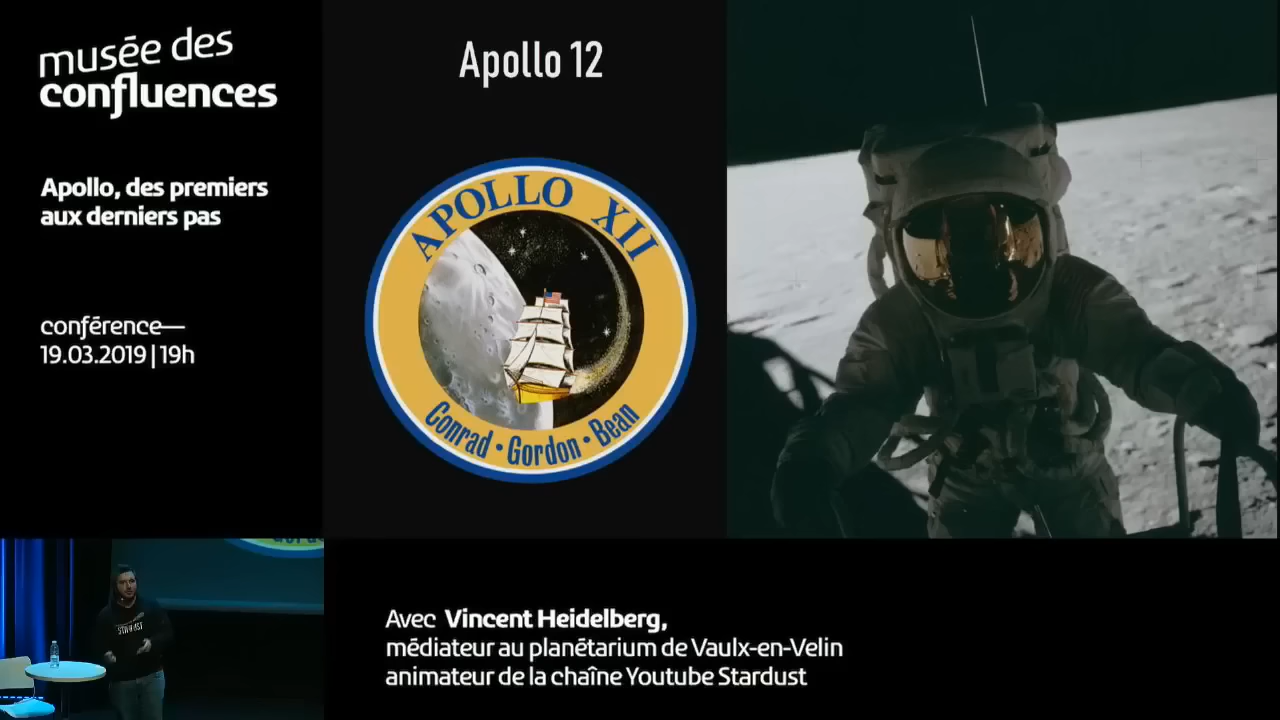 musée des
confluences
Apollo, des premiers
aux derniers pas
conférence—
19.03.2019 | 19h
Apollo 12
APOLLO XII
Conrad • Gordon • Bean
Avec Vincent Heidelberg,
médiateur au planétarium de Vaulx-en-Velin
animateur de la chaîne Youtube Stardust